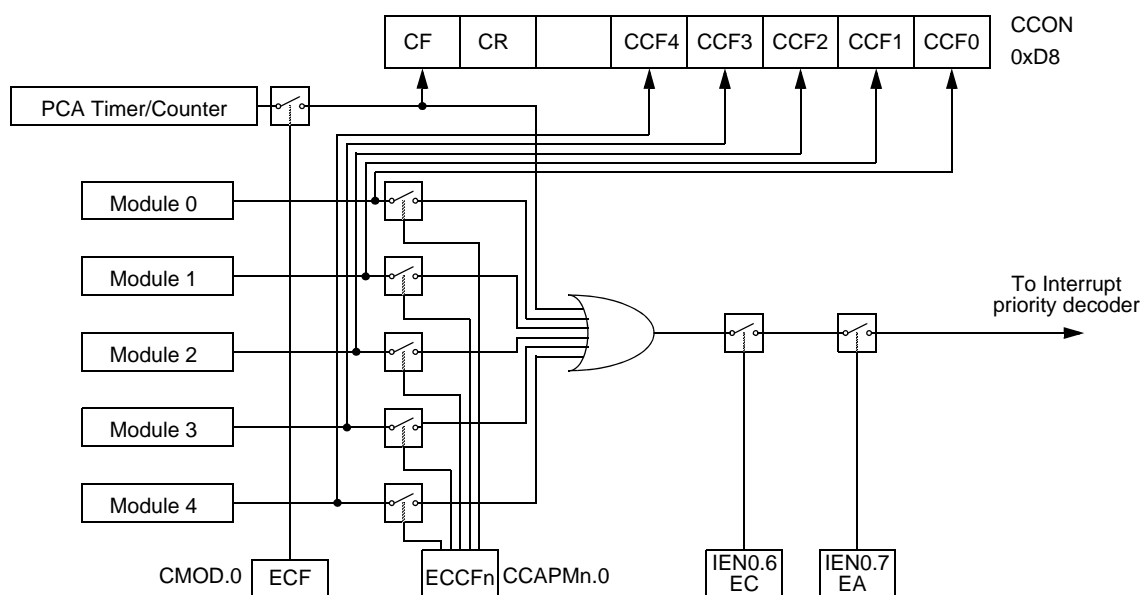 CF CR CCF4 CCF3 CCF2 CCF1 CCF0 CCON
0xD8
PCA Timer/Counter
Module 0
Module 1
Module 2
Module 3
Module 4
To Interrupt
priority decoder
CMOD.0 ECF ECCFn CCAPMn.0
IEN0.6
EC
IEN0.7
EA